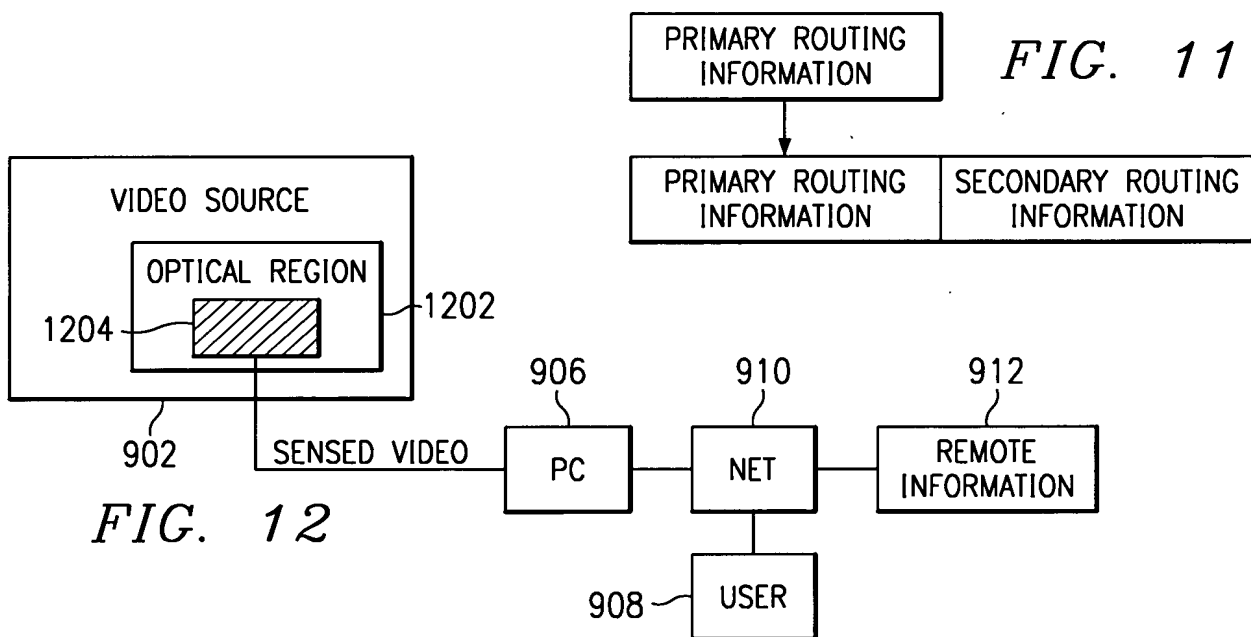 PRIMARY ROUTING
INFORMATION
FIG. 11
PRIMARY ROUTING
INFORMATION
SECONDARY ROUTING
INFORMATION
VIDEO SOURCE
OPTICAL REGION
1204
1202
902
SENSED VIDEO
906
PC
910
NET
912
REMOTE
INFORMATION
908
USER
FIG. 12